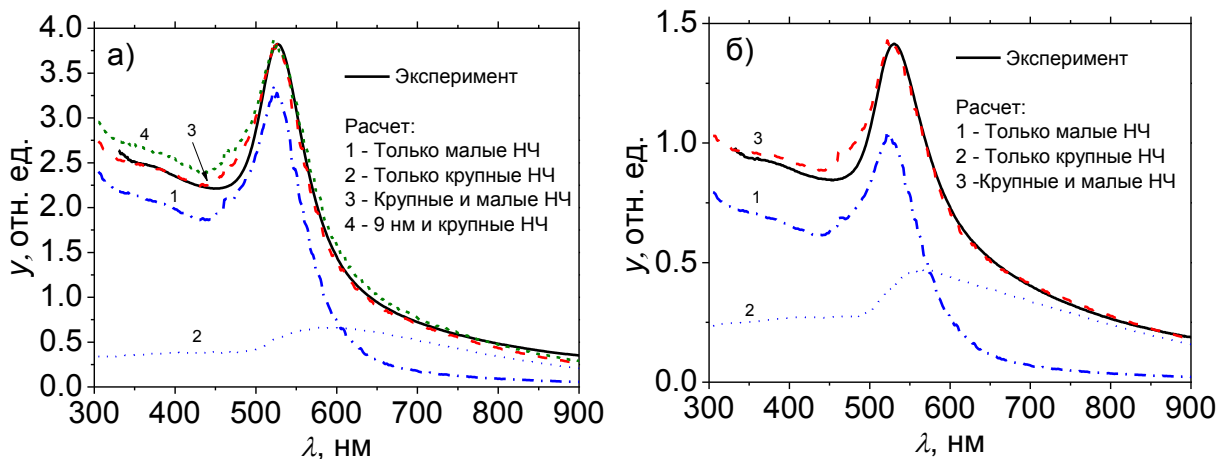 а)
4.0
3.5
3.0
2.5
2.0
1.5
1.0
0.5
0.0
y, отн. ед.
Эксперимент
Расчет:
1 - Только малые НЧ
2 - Только крупные НЧ
3 - Крупные и малые НЧ
4 - 9 нм и крупные НЧ
4
3
1
2
300 400 500 600 700 800 900
λ, нм
б)
1.5
1.0
0.5
0.0
y, отн. ед.
Эксперимент
Расчет:
1 - Только малые НЧ
2 - Только крупные НЧ
3 -Крупные и малые НЧ
3
1
2
300 400 500 600 700 800 900
λ, нм